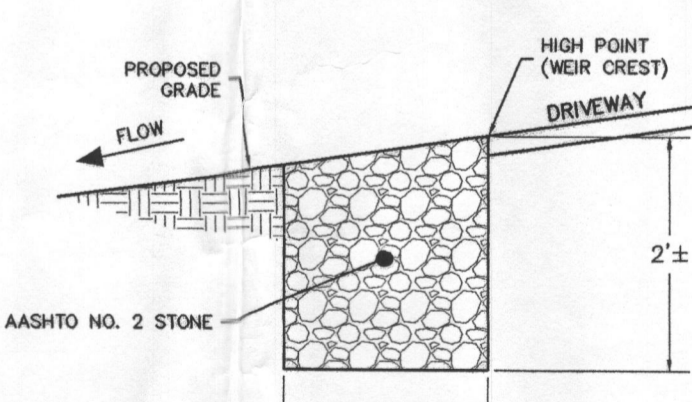 HIGH POINT
(WEIR CREST)
PROPOSED
GRADE
DRIVEWAY
FLOW
2'±
AASHTO NO. 2 STONE